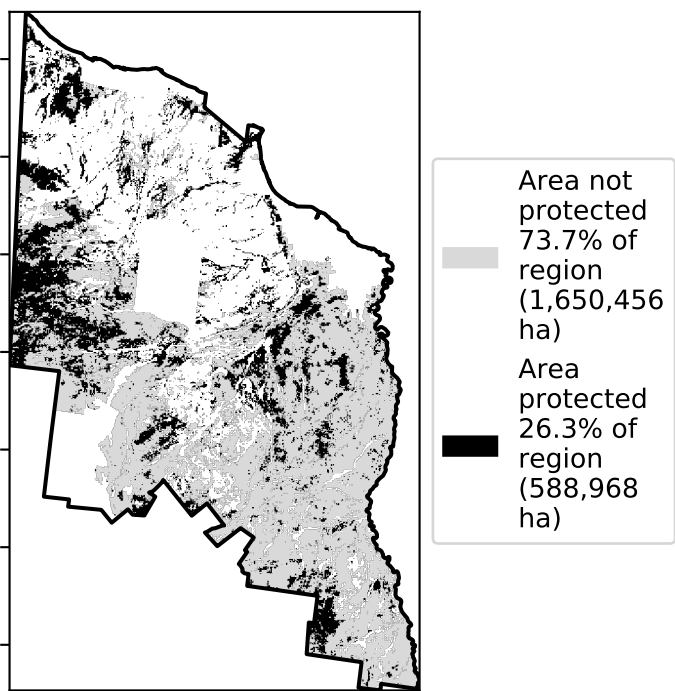 Area not
protected
73.7% of
region
(1,650,456
ha)
Area
protected
26.3% of
region
(588,968
ha)